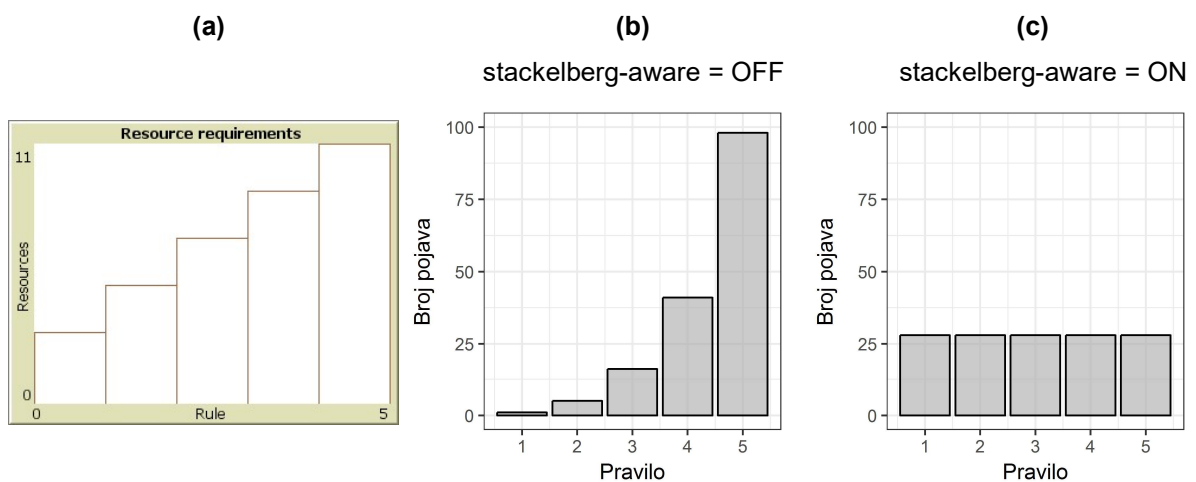 (a)
Resource requirements
11
Resources
0
0
Rule
5
(b)
stackelberg-aware = OFF
Broj pojava
100
75
50
25
0
1 2 3 4 5
Pravilo
(c)
stackelberg-aware = ON
Broj pojava
100
75
50
25
0
1 2 3 4 5
Pravilo